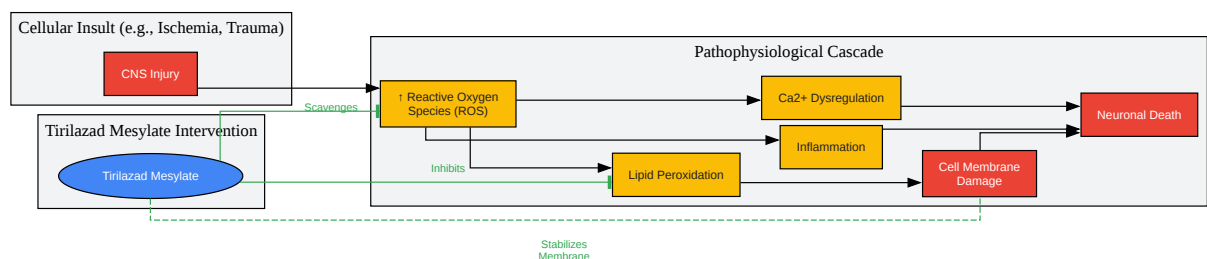 Cellular Insult (e.g., Ischemia, Trauma)
CNS Injury
Pathophysiological Cascade
↑ Reactive Oxygen
Species (ROS)
Ca2+ Dysregulation
Neuronal Death
Scavenges
Tirilazad Mesylate Intervention
Tirilazad Mesylate
Inflammation
Inhibits
Lipid Peroxidation
Cell Membrane
Damage
Stabilizes
Membrane